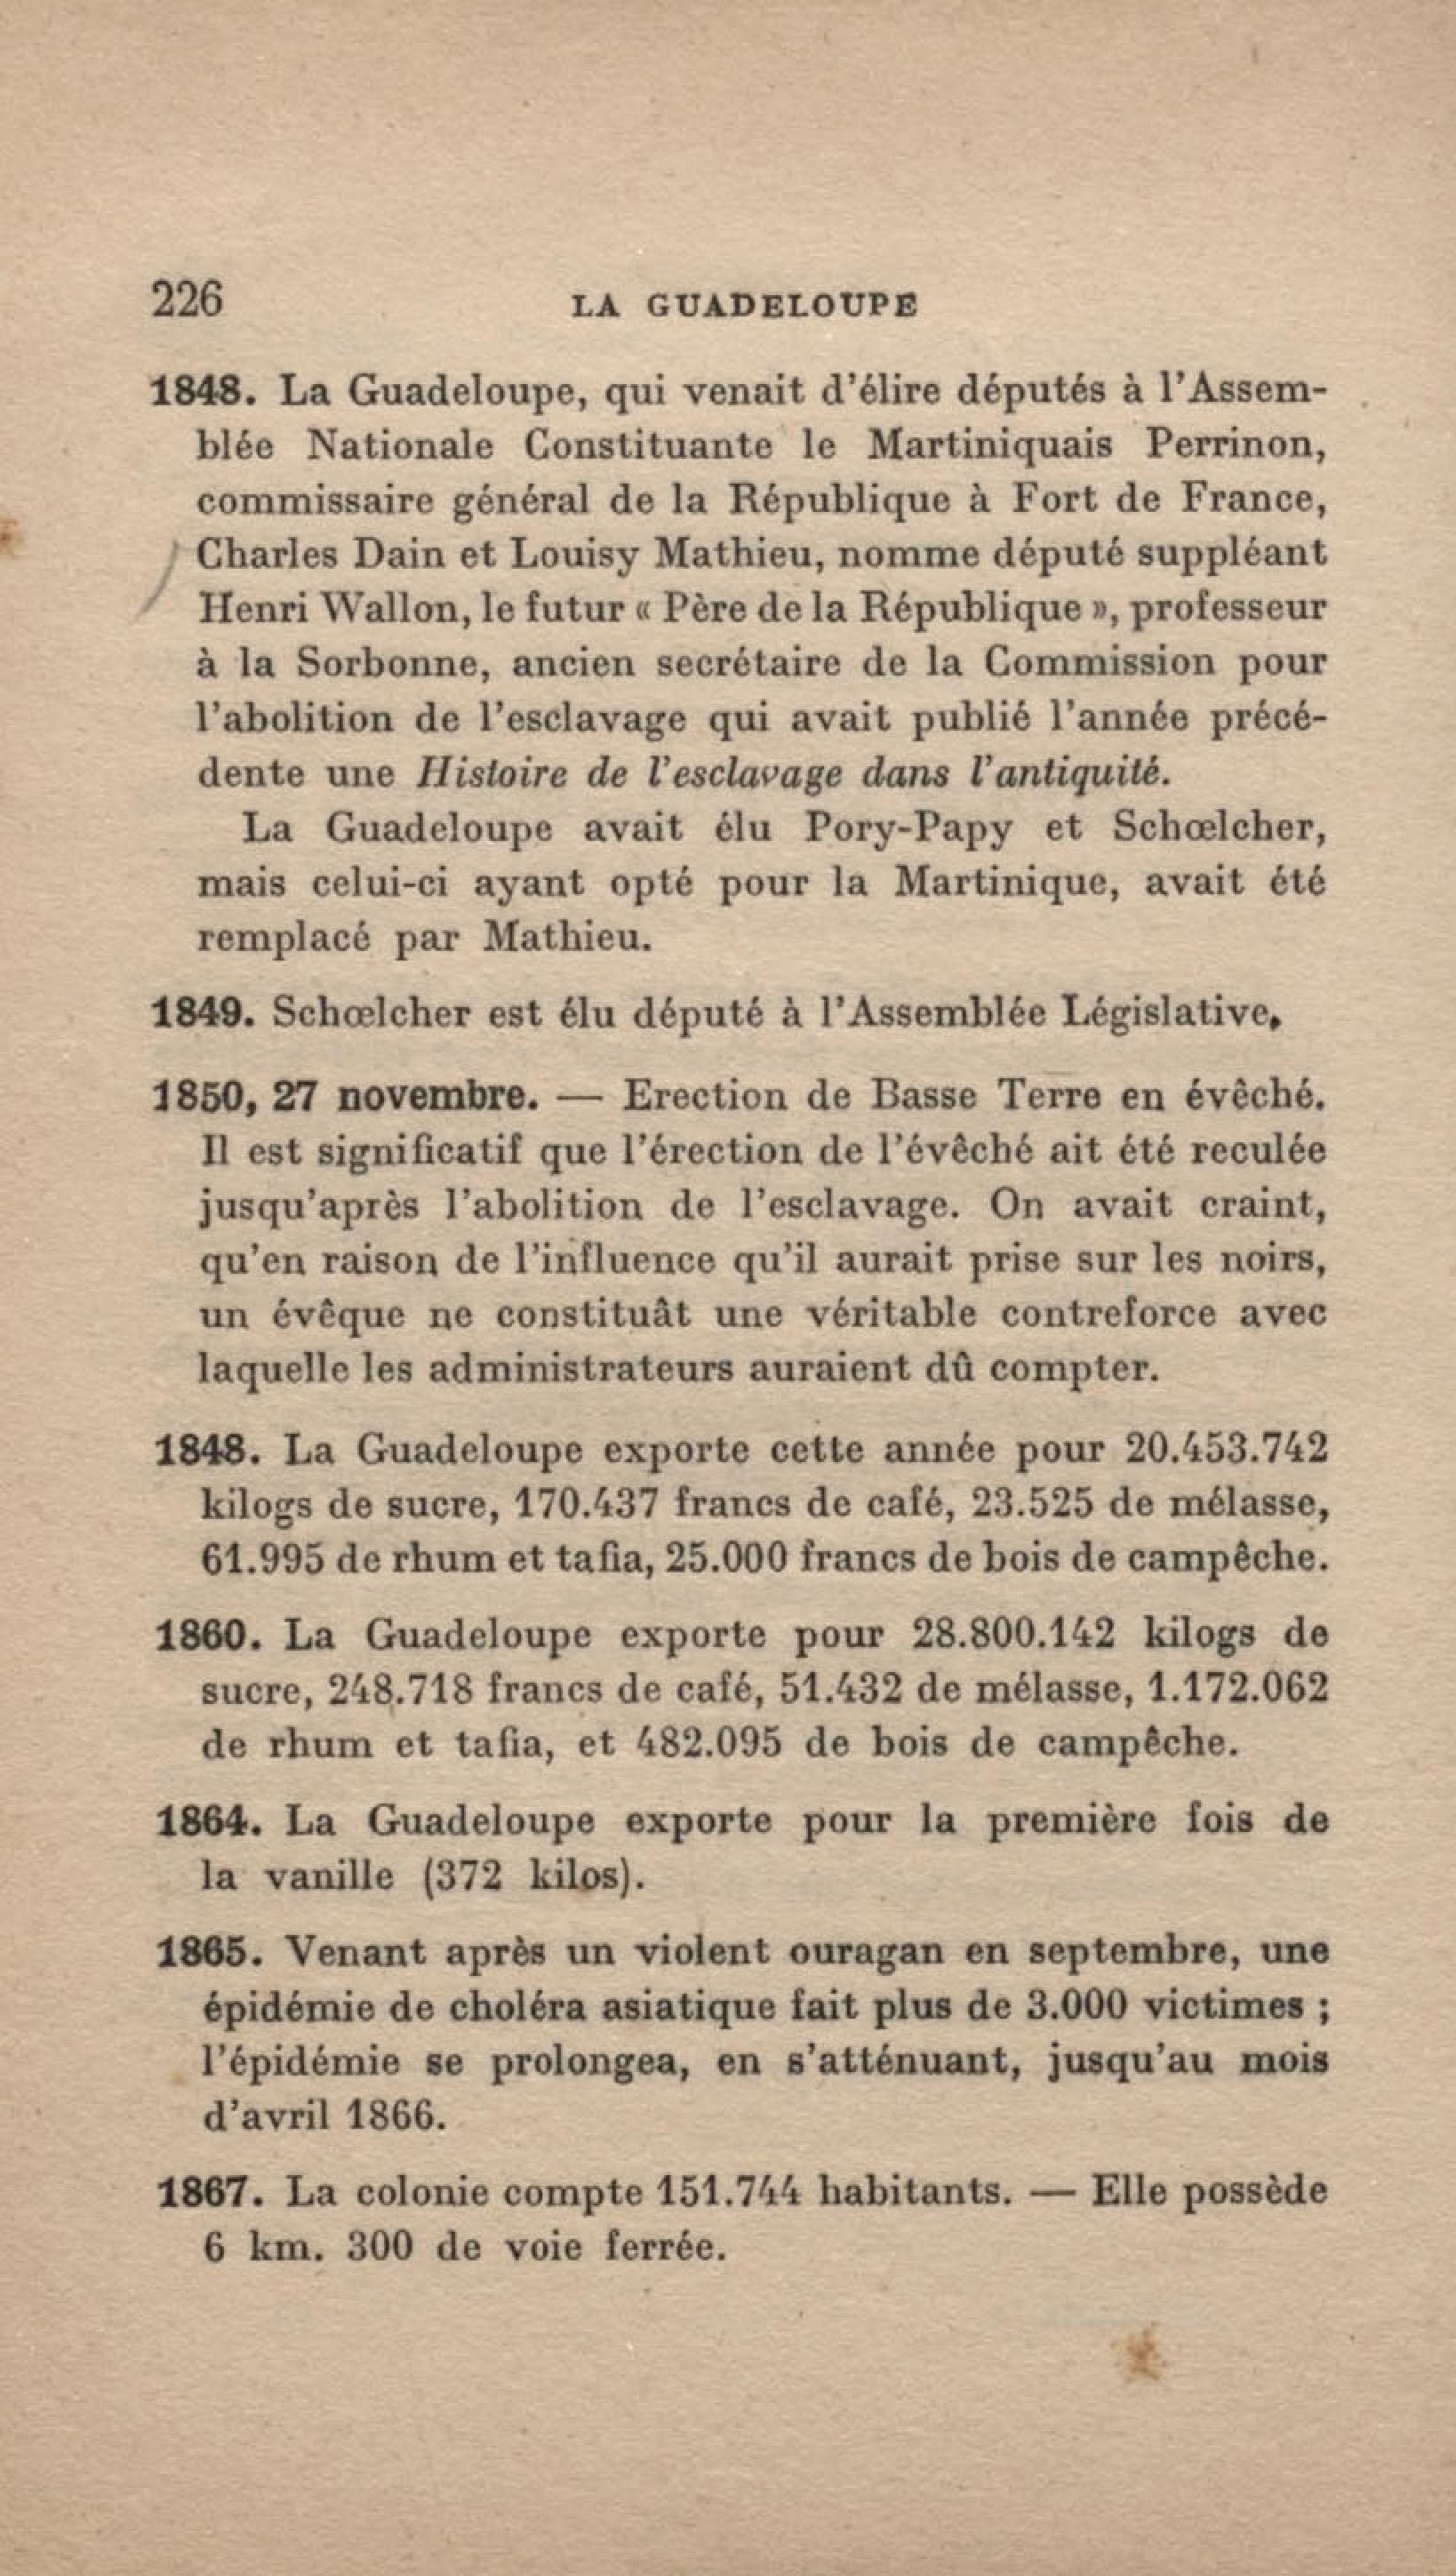 226
LA GUADELOUPE
1848. La Guadeloupe, qui venait d'élire députés à l'Assem-
blée Nationale Constituante le Martiniquais Perrinon,
commissaire général de la République à Fort de France,
Charles Dain et Louisy Mathieu, nomme député suppléant
Henri Wallon, le futur « Père de la République », professeur
à la Sorbonne, ancien secrétaire de la Commission pour
l'abolition de l'esclavage qui avait publié l'année précé-
dente une Histoire de l'esclavage dans l'antiquité.
La Guadeloupe avait élu Pory-Papy et Schœlcher,
mais celui-ci ayant opté pour la Martinique, avait été
remplacé par Mathieu.
1849. Schœlcher est élu député à l'Assemblée Législative.
1850, 27 novembre. — Erection de Basse Terre en évêché.
Il est significatif que l'érection de l'évêché ait été reculée
jusqu'après l'abolition de l'esclavage. On avait craint,
qu'en raison de l'influence qu'il aurait prise sur les noirs,
un évêque ne constituât une véritable contreforce avec
laquelle les administrateurs auraient dû compter.
1848. La Guadeloupe exporte cette année pour 20.453.742
kilogs de sucre, 170.437 francs de café, 23.525 de mélasse,
61.995 de rhum et tafia, 25.000 francs de bois de campêche.
1860. La Guadeloupe exporte pour 28.800.142 kilogs de
sucre, 248.718 francs de café, 51.432 de mélasse, 1.172.062
de rhum et tafia, et 482.095 de bois de campêche.
1864. La Guadeloupe exporte pour la première fois de
la vanille (372 kilos).
1865. Venant après un violent ouragan en septembre, une
épidémie de choléra asiatique fait plus de 3.000 victimes ;
l'épidémie se prolongea, en s'atténuant, jusqu'au mois
d'avril 1866.
1867. La colonie compte 151.744 habitants. — Elle possède
6 km. 300 de voie ferrée.